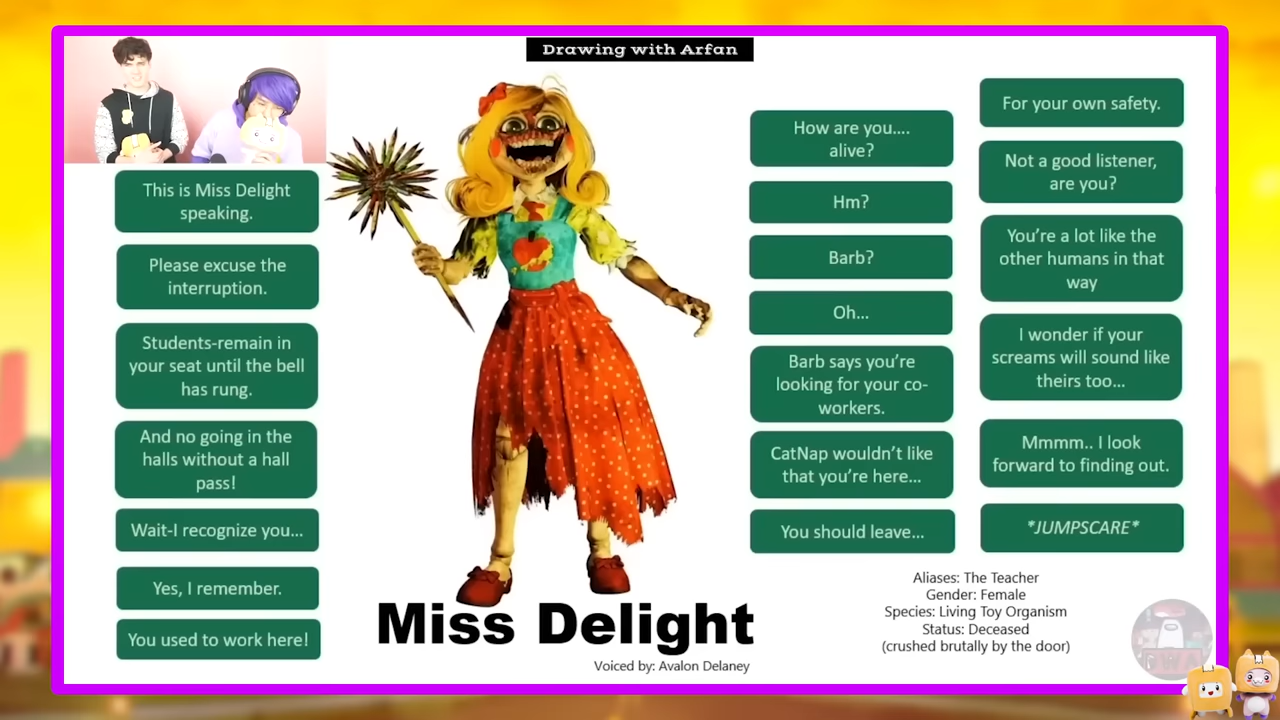 Drawing with Arfan
This is Miss Delight
speaking.
Please excuse the
interruption.
Students-remain in
your seat until the bell
has rung.
And no going in the
halls without a hall
pass!
Wait-I recognize you...
Yes, I remember.
You used to work here!
How are you....
alive?
Hm?
Barb?
Oh...
Barb says you're
looking for your co-
workers.
CatNap wouldn't like
that you're here...
You should leave...
For your own safety.
Not a good listener,
are you?
You're a lot like the
other humans in that
way
I wonder if your
screams will sound like
theirs too...
Mmmm.. I look
forward to finding out.
*JUMPSCARE*
Miss Delight
Voiced by: Avalon Delaney
Aliases: The Teacher
Gender: Female
Species: Living Toy Organism
Status: Deceased
(crushed brutally by the door)